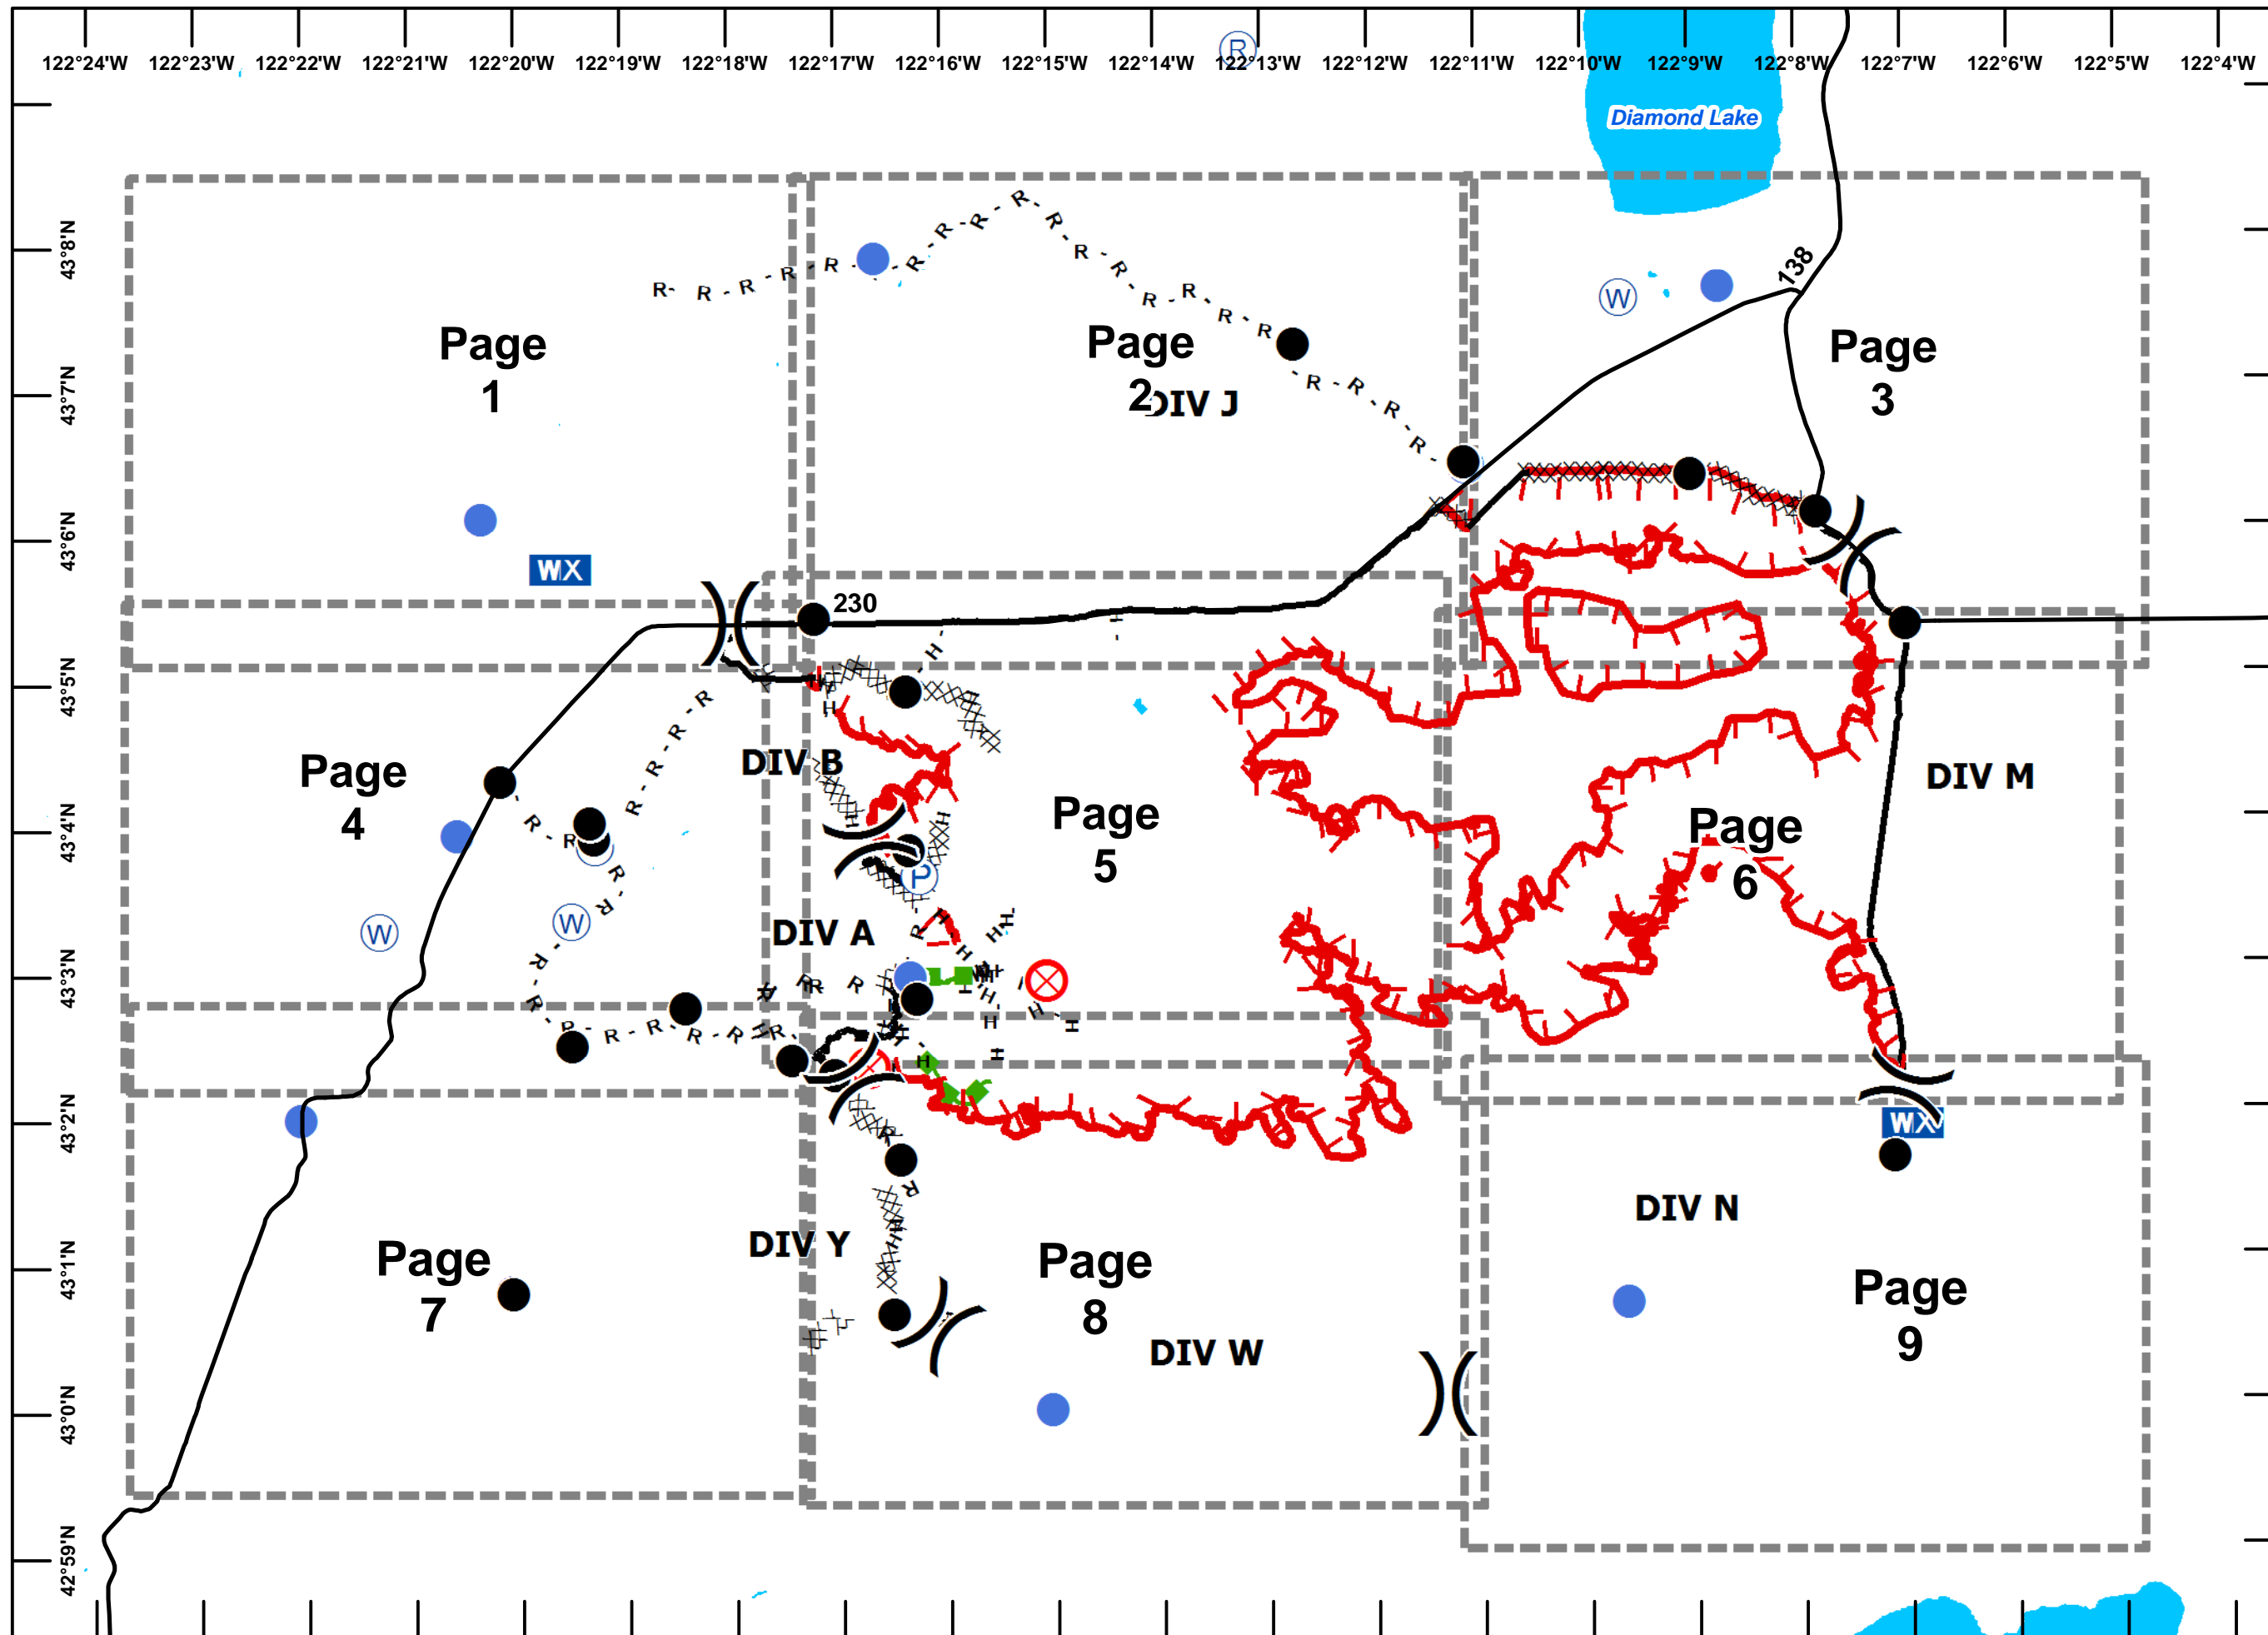 122°24'W 122°23'W 122°22'W 122°21'W 122°20'W 122°19'W 122°18'W 122°17'W 122°16'W 122°15'W 122°14'W 122°13'W 122°12'W 122°11'W 122°10'W 122°9'W 122°8'W 122°7'W 122°6'W 122°5'W 122°4'W
R
Diamond Lake
43°8'N
138
R- R - R - R - R - R - R - R - R - R - R - R - R - R - R - R - R - R
W
Page
1
Page
2
DIV J
Page
3
43°7'N
- R - R - R - R -
43°6'N
WX
230
43°5'N
H
R - R - R - R
DIV B
Page
4
Page
5
DIV M
Page
6
43°4'N
R - R
P
W
W
DIV A
43°3'N
R - R - R - R - R
43°2'N
WX
DIV N
DIV Y
Page
7
Page
8
Page
9
43°1'N
DIV W
43°0'N
42°59'N